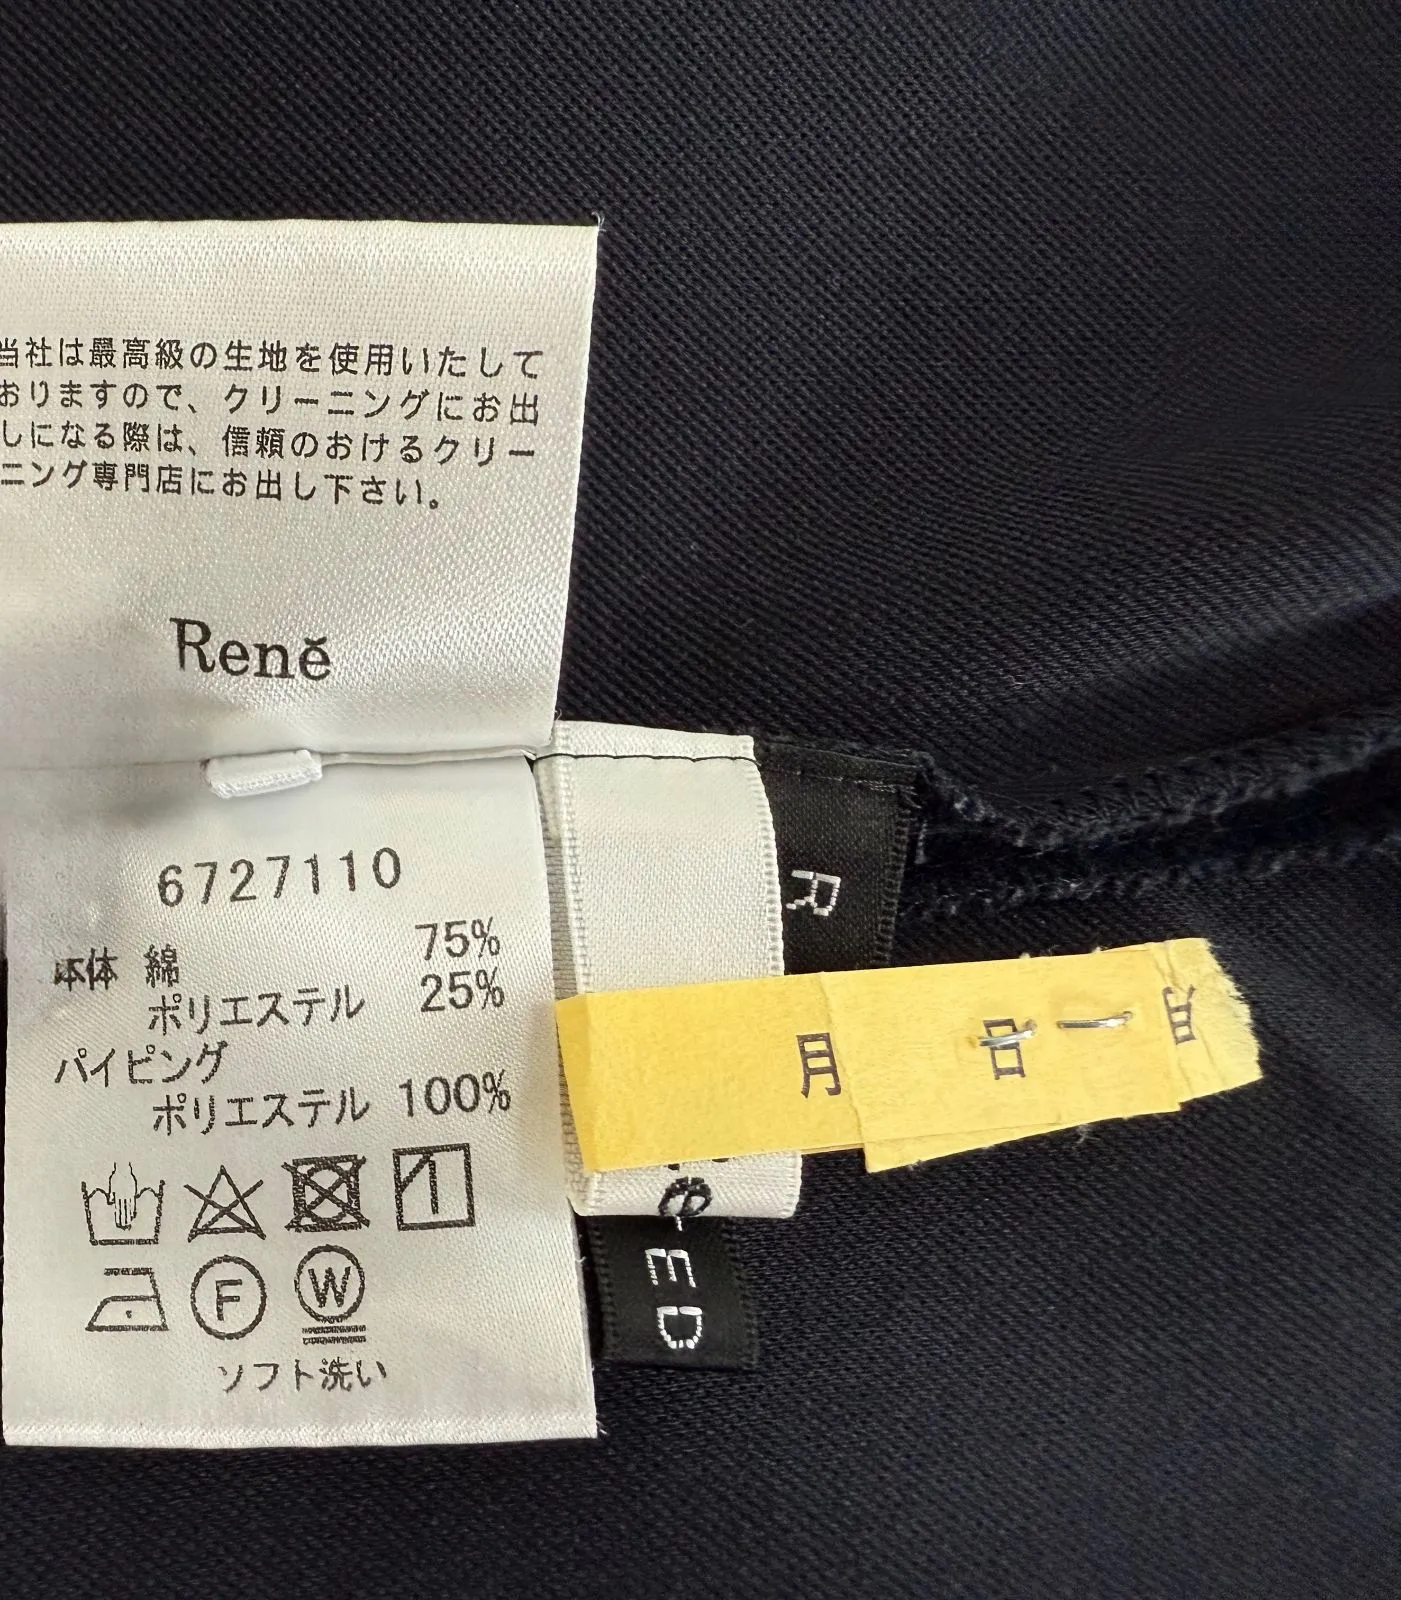 当社は最高級の生地を使用いたして
おりますので、クリーニングにお出
しになる際は、信頼のおけるクリー
ニング専門店にお出し下さい。
Renĕ
6727110
本体 綿 75%
ポリエステル 25%
パイピング
ポリエステル 100%
F W
ソフト洗い
R
月 日 月
ED